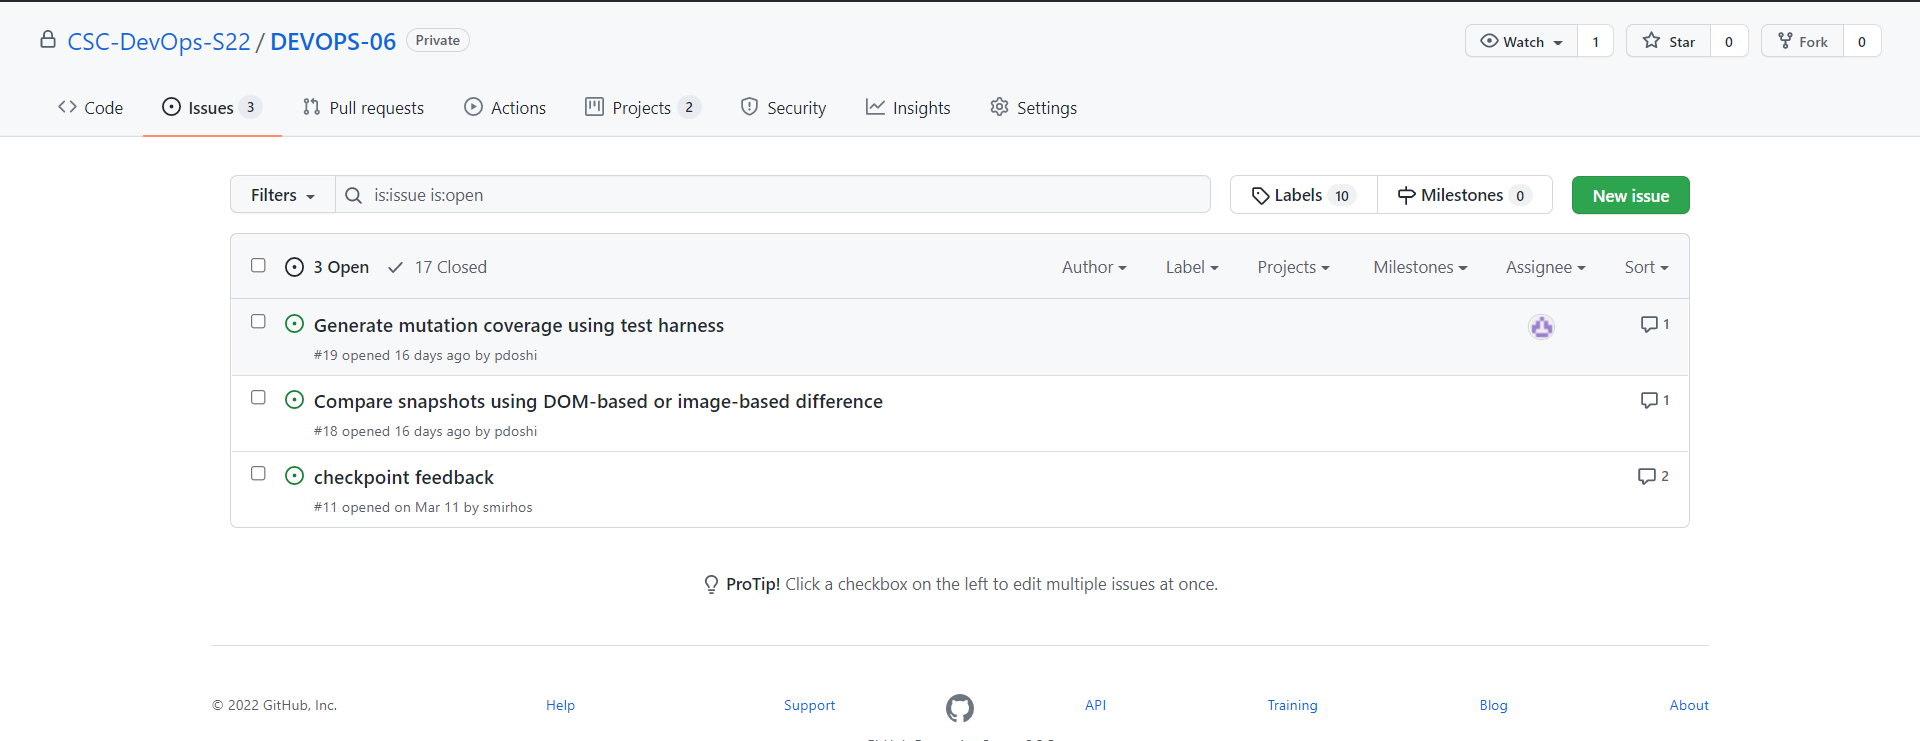 CSC-DevOps-S22 / DEVOPS-06 Private
Watch 1 Star 0 Fork 0
Code Issues 3 Pull requests Actions Projects 2 Security Insights Settings
Filters is:issue is:open Labels 10 Milestones 0 New issue
3 Open 17 Closed Author Label Projects Milestones Assignee Sort
Generate mutation coverage using test harness 1
#19 opened 16 days ago by pdoshi
Compare snapshots using DOM-based or image-based difference 1
#18 opened 16 days ago by pdoshi
checkpoint feedback 2
#11 opened on Mar 11 by smirhos
ProTip! Click a checkbox on the left to edit multiple issues at once.
© 2022 GitHub, Inc. Help Support API Training Blog About